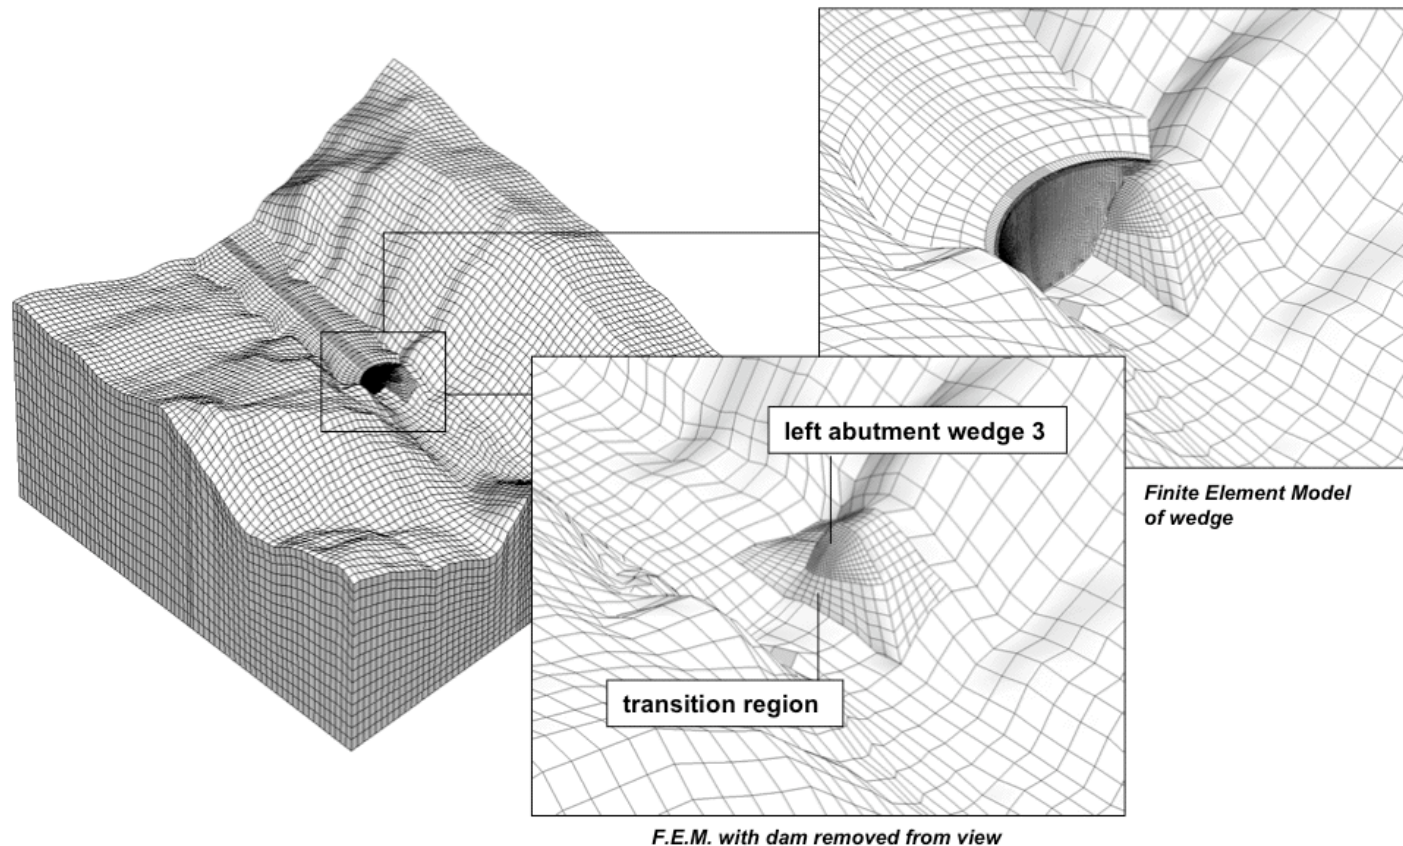 left abutment wedge 3
Finite Element Model
of wedge
transition region
F.E.M. with dam removed from view